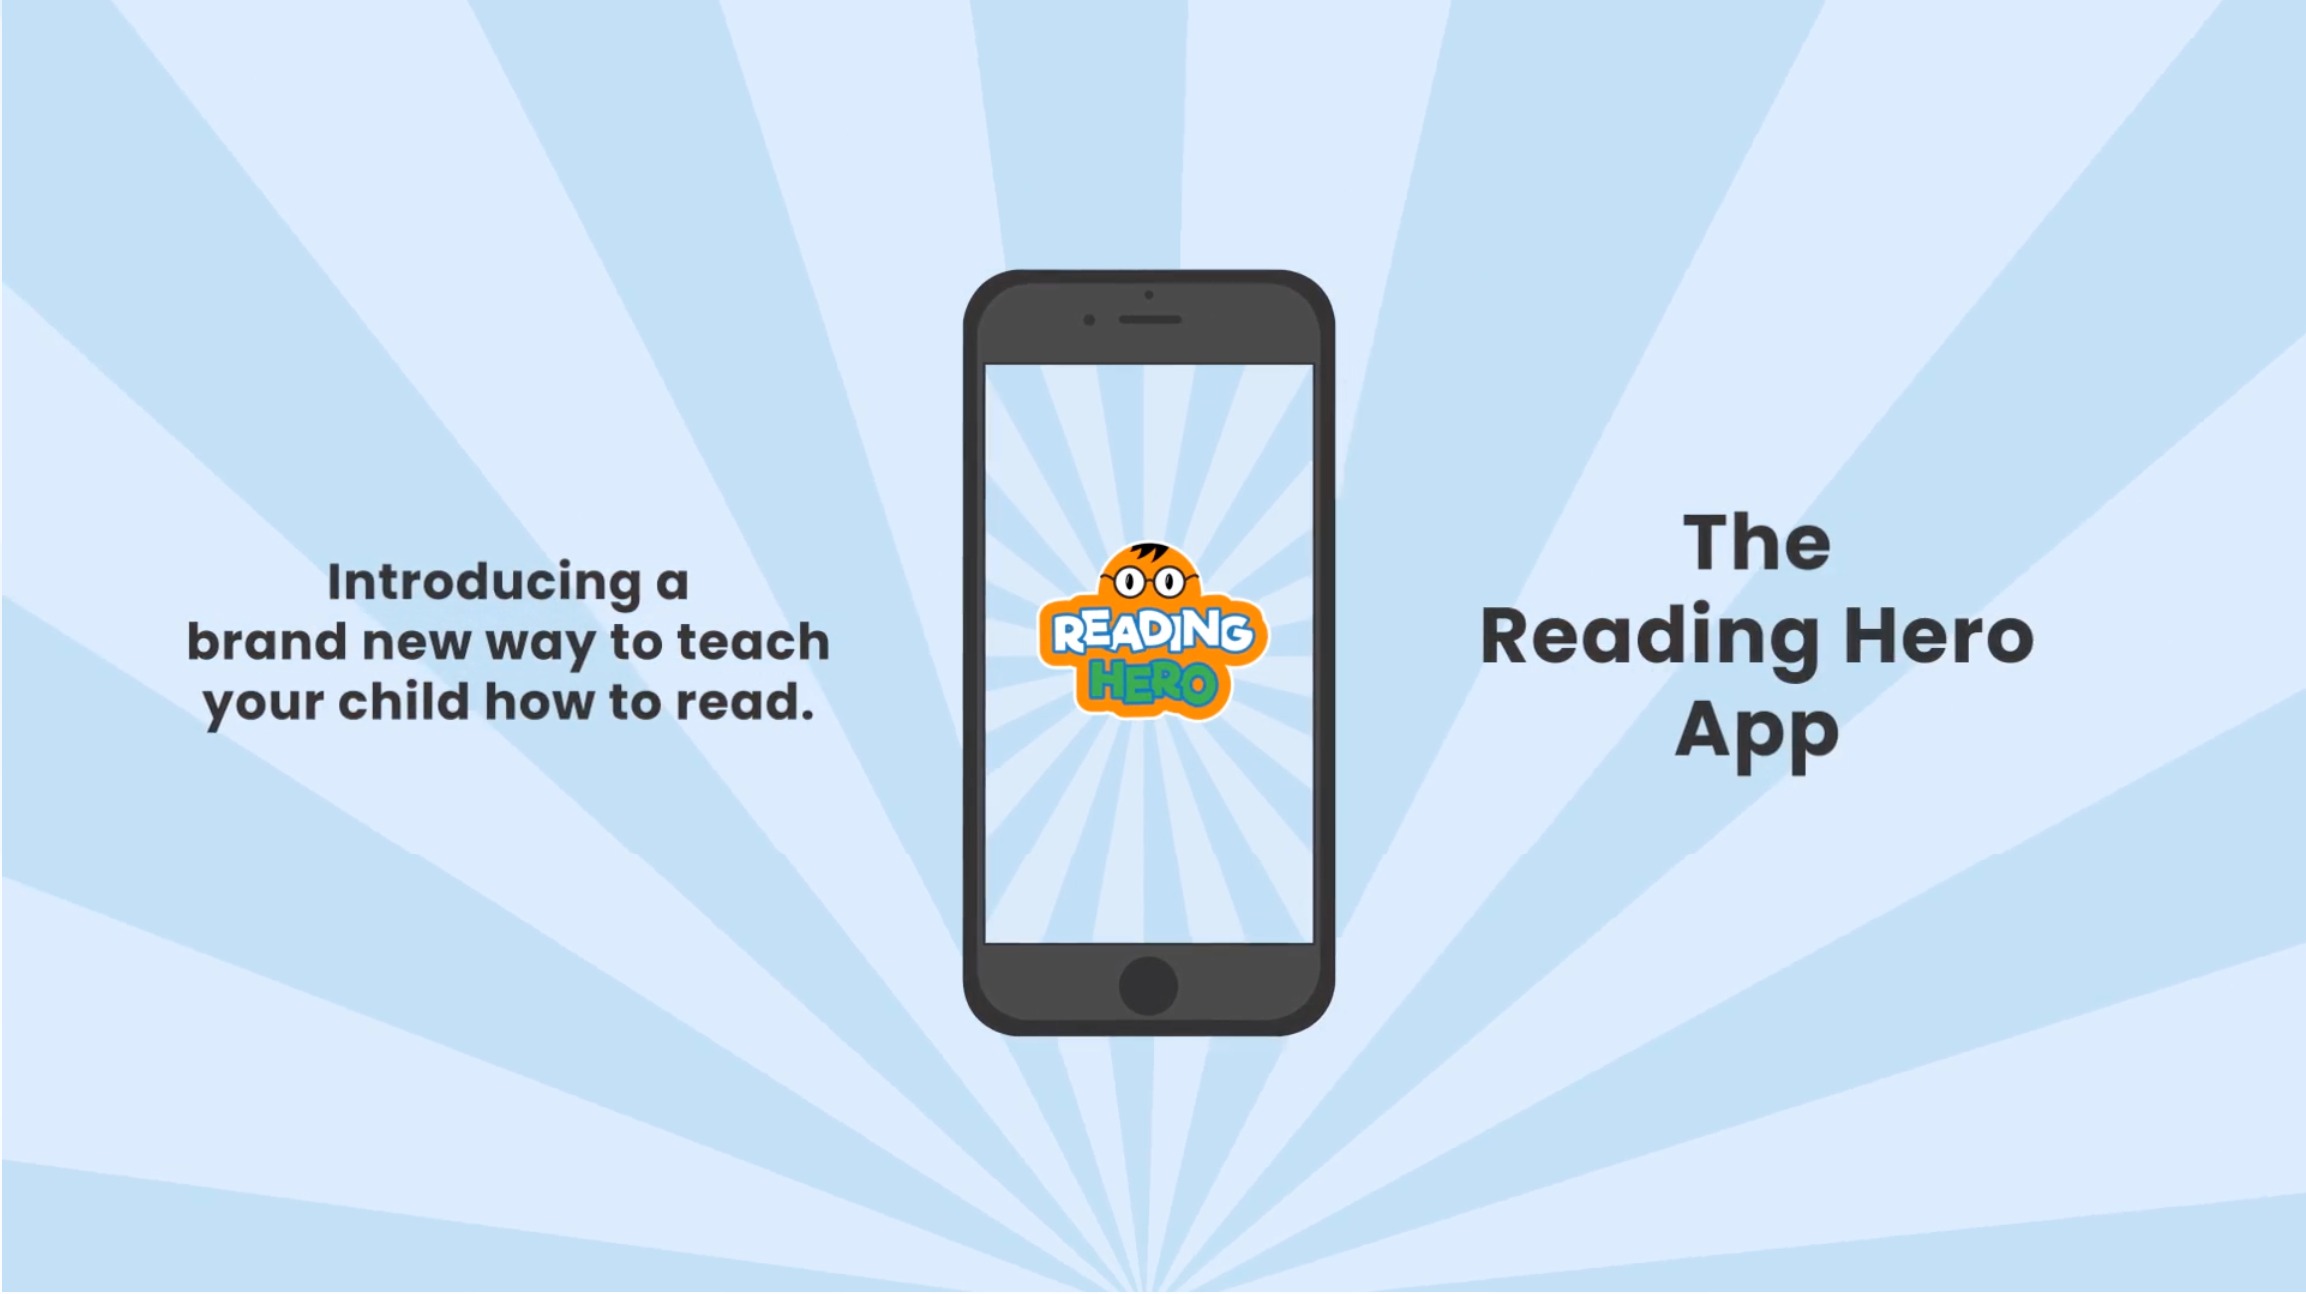 Introducing a
brand new way to teach
your child how to read.
READING
HERO
The
Reading Hero
App